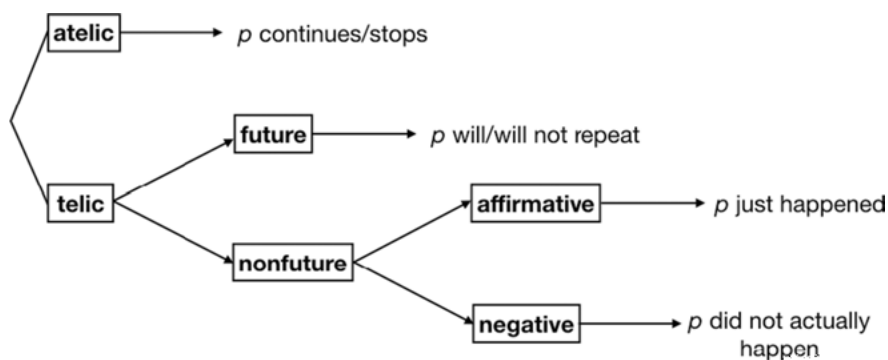 atelic
p continues/stops
future
p will/will not repeat
telic
affirmative
p just happened
nonfuture
negative
p did not actually
happen